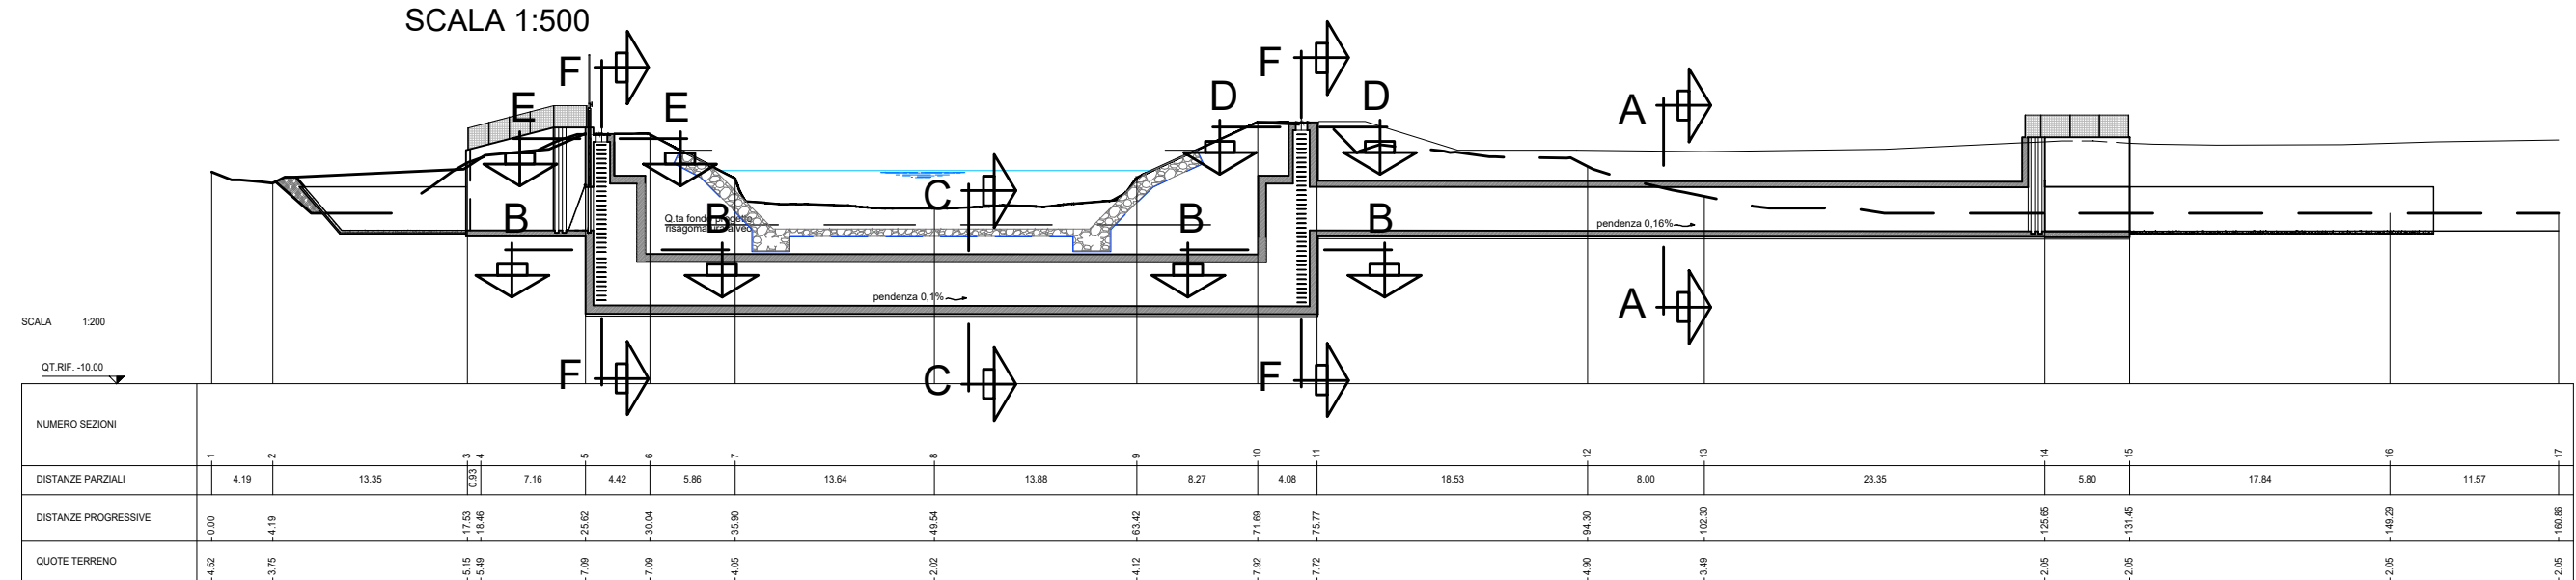 SCALA 1:500
F
F
E
E
D
D
A
C
B
B
B
B
Q.ta fondo progetto
risagomatura alveo
pendenza 0,16%
pendenza 0,1%
A
SCALA 1:200
QT.RIF. -10.00
F
C
F
NUMERO SEZIONI 1 2 3 4 5 6 7 8 9 10 11 12 13 14 15 16 17
DISTANZE PARZIALI 4.19 13.35 0.93 7.16 4.42 5.86 13.64 13.88 8.27 4.08 18.53 8.00 23.35 5.80 17.84 11.57
DISTANZE PROGRESSIVE 0.00 4.19 17.53 18.46 25.62 30.04 35.90 49.54 63.42 71.69 75.77 94.30 102.30 125.65 131.45 149.29 160.86
QUOTE TERRENO 4.52 3.75 5.15 5.49 7.09 7.09 4.05 2.02 4.12 7.92 7.72 4.90 3.49 2.05 2.05 2.05 2.05